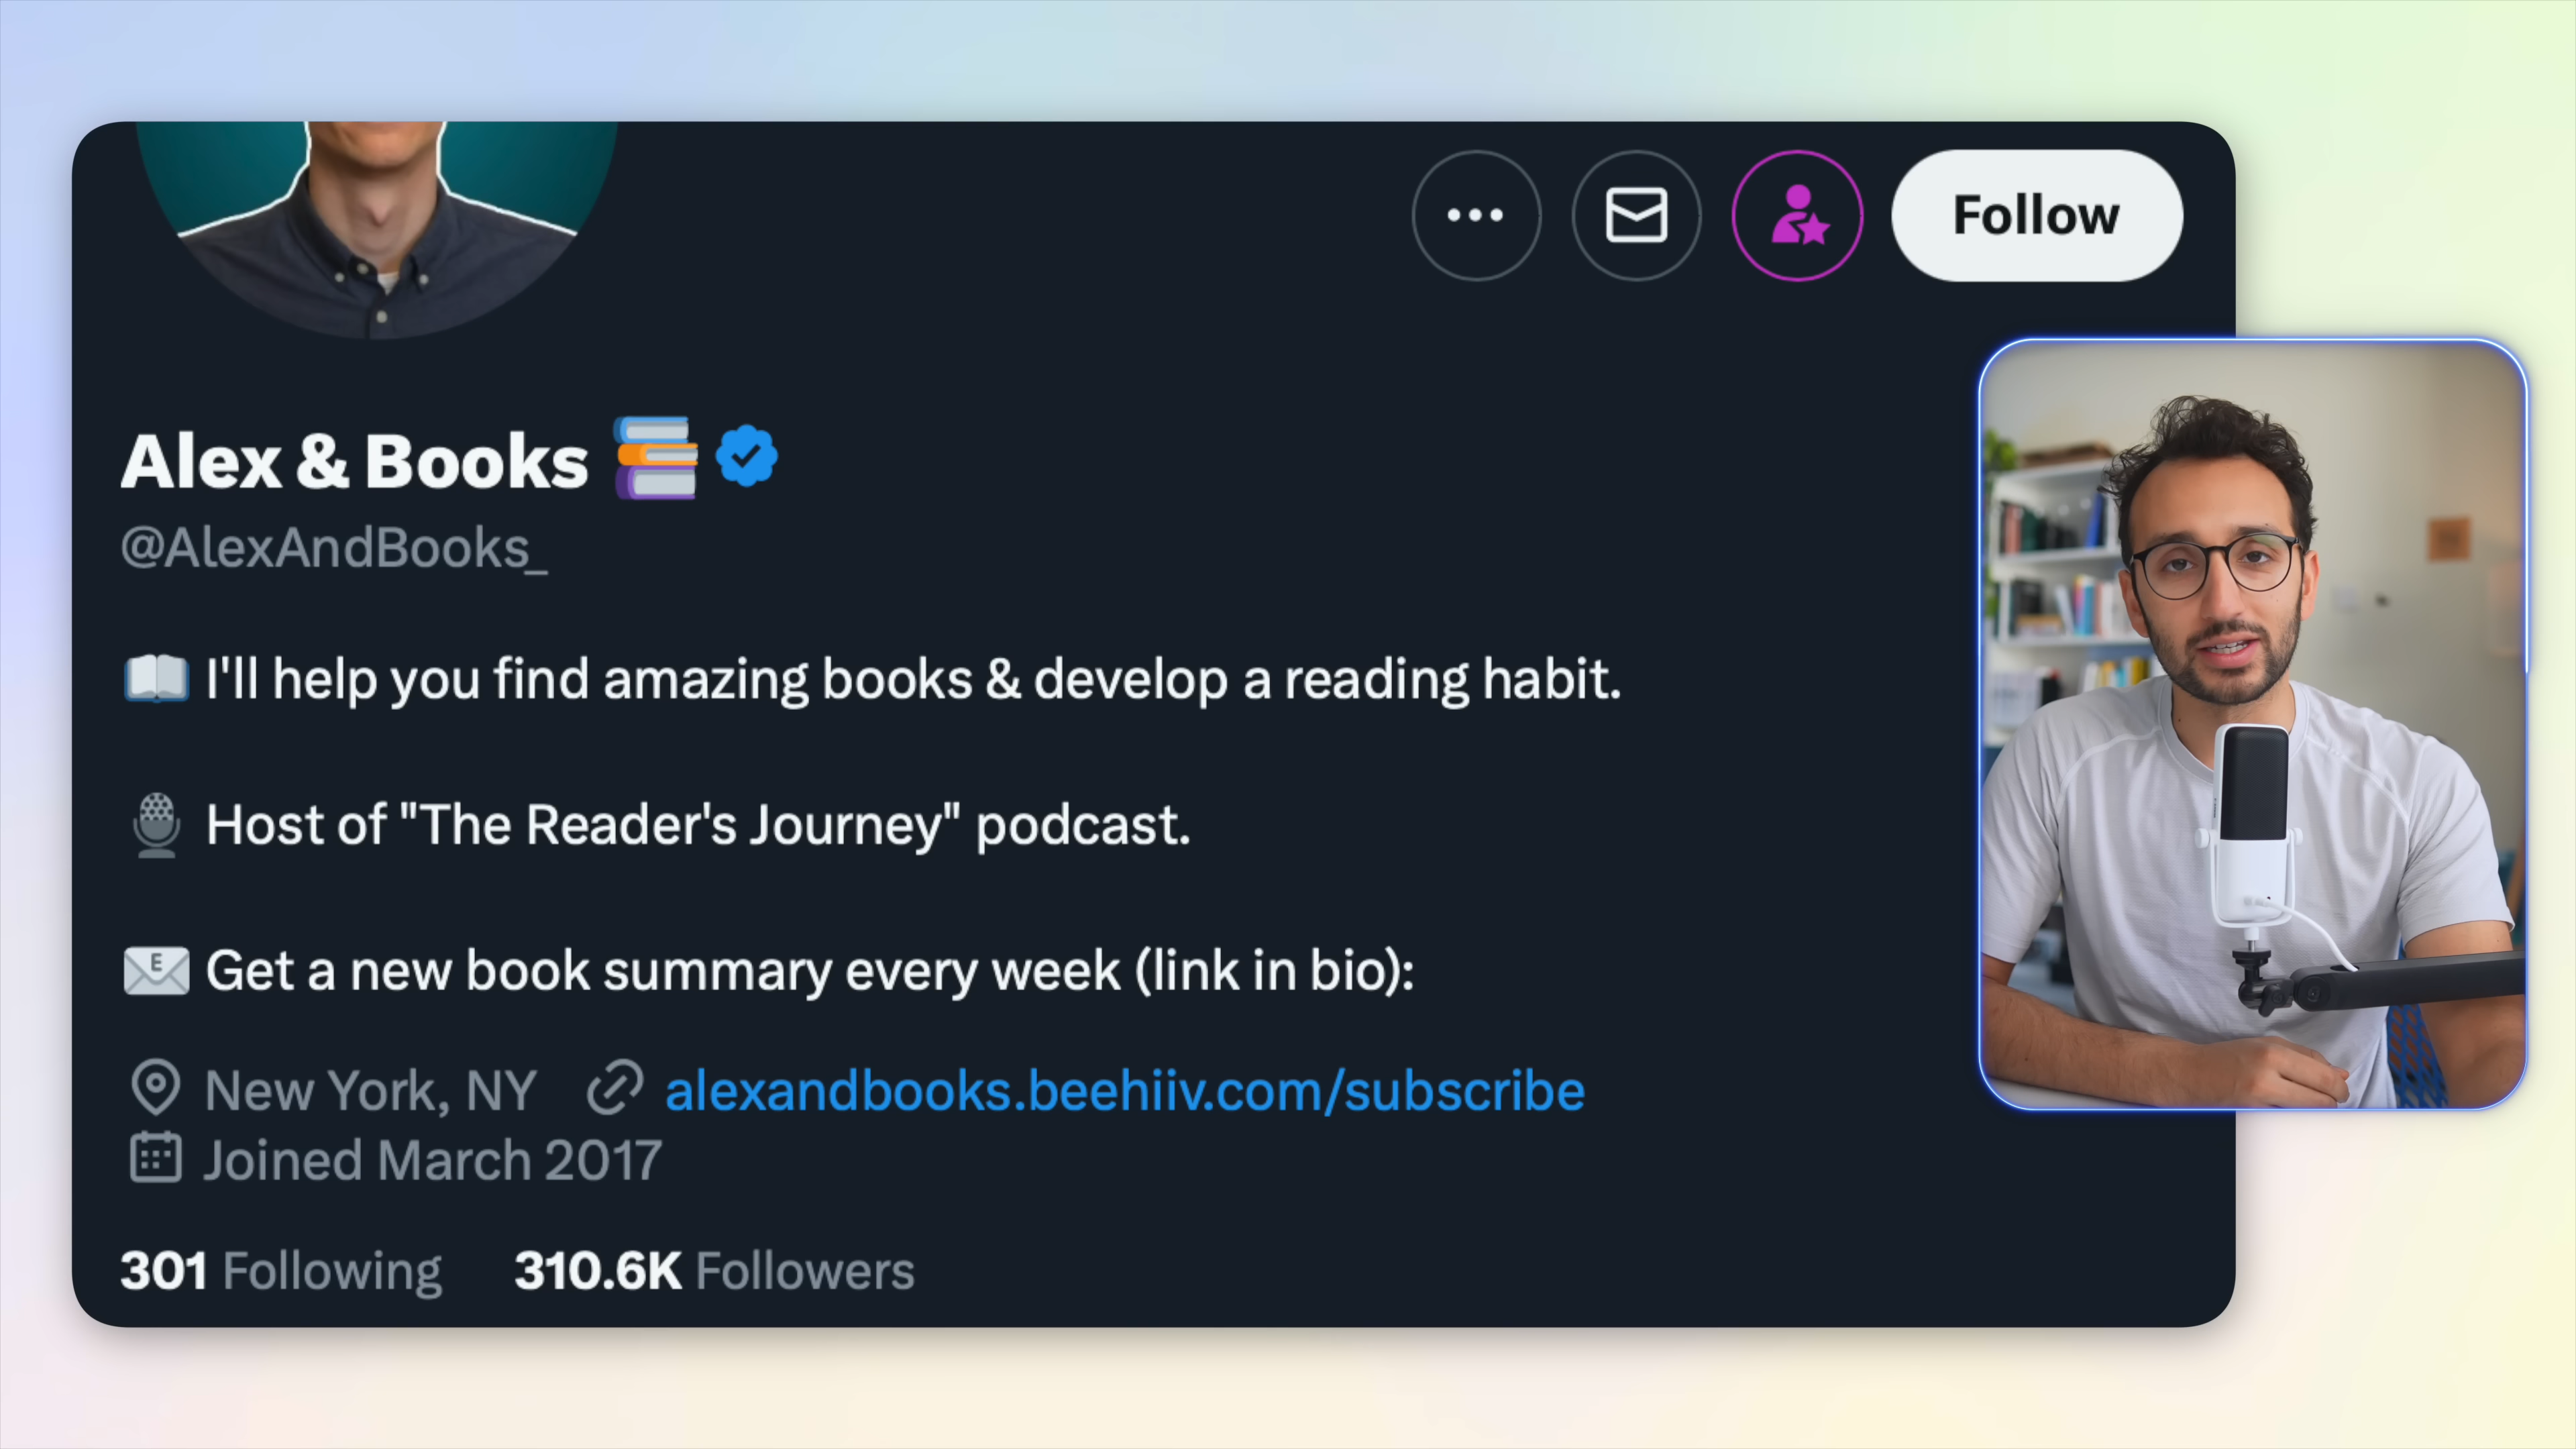 Follow
Alex & Books 📚
@AlexAndBooks_
📖 I'll help you find amazing books & develop a reading habit.
🎙 Host of "The Reader's Journey" podcast.
📧 Get a new book summary every week (link in bio):
New York, NY alexandbooks.beehiiv.com/subscribe
Joined March 2017
301 Following 310.6K Followers